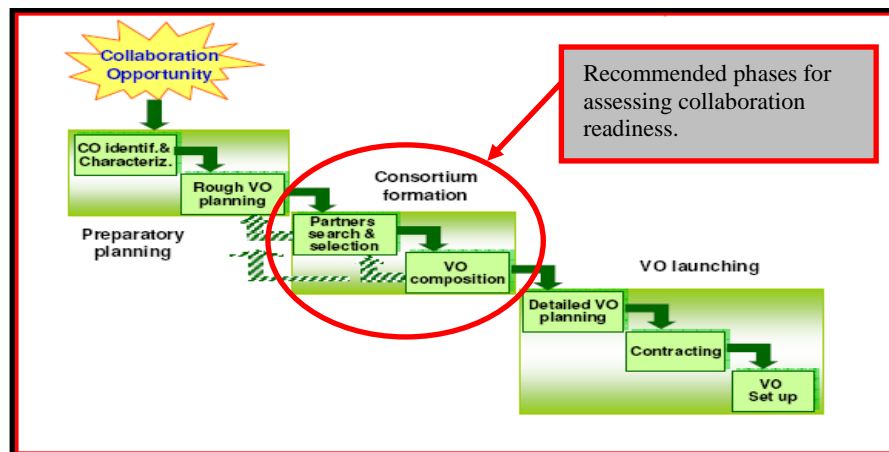 Collaboration
Opportunity
Recommended phases for
assessing collaboration
readiness.
CO identif.&
Characteriz.
Rough VO
planning
Preparatory
planning
Consortium
formation
Partners
search &
selection
VO
composition
VO launching
Detailed VO
planning
Contracting
VO
Set up